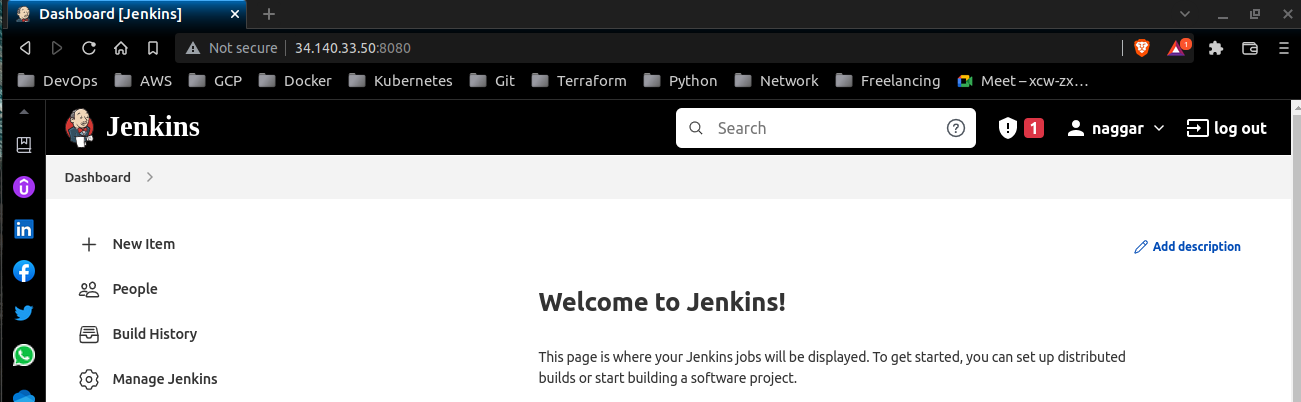 Dashboard [Jenkins]
Not secure 34.140.33.50:8080
1
DevOps AWS GCP Docker Kubernetes Git Terraform Python Network Freelancing Meet – xcw-zx…
Jenkins Search 1 naggar log out
Dashboard
New Item
Add description
People
Welcome to Jenkins!
Build History
This page is where your Jenkins jobs will be displayed. To get started, you can set up distributed
builds or start building a software project.
Manage Jenkins